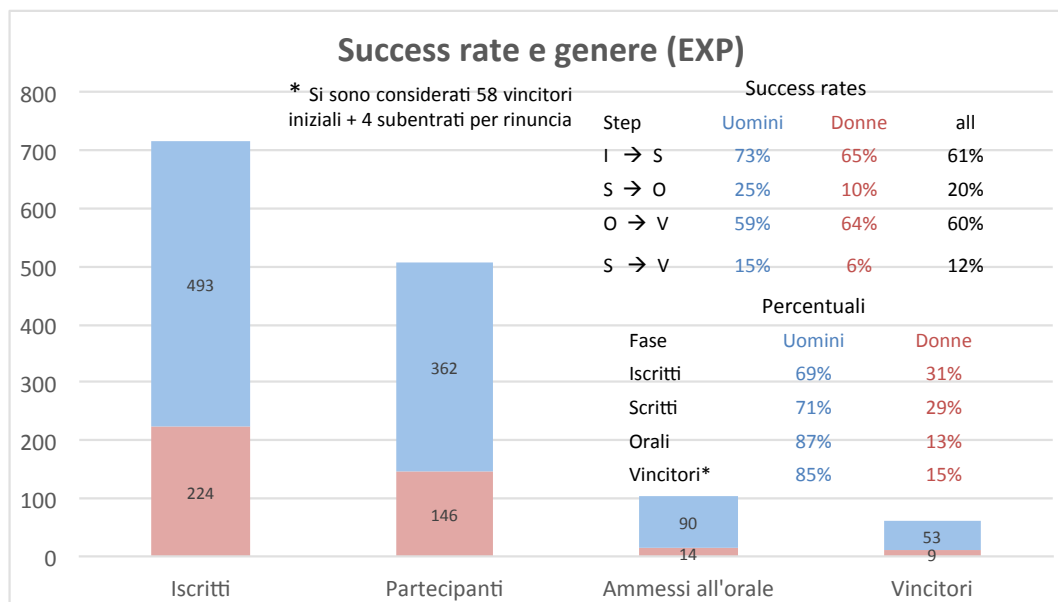 Success rate e genere (EXP)
* Si sono considerati 58 vincitori
iniziali + 4 subentrati per rinuncia
Success rates
Step Uomini Donne all
I → S 73% 65% 61%
S → O 25% 10% 20%
O → V 59% 64% 60%
S → V 15% 6% 12%
Percentuali
Fase Uomini Donne
Iscritti 69% 31%
Scritti 71% 29%
Orali 87% 13%
Vincitori* 85% 15%
800
700
600
500
400
300
200
100
0
493
224
362
146
90
14
53
9
Iscritti Partecipanti Ammessi all'orale Vincitori